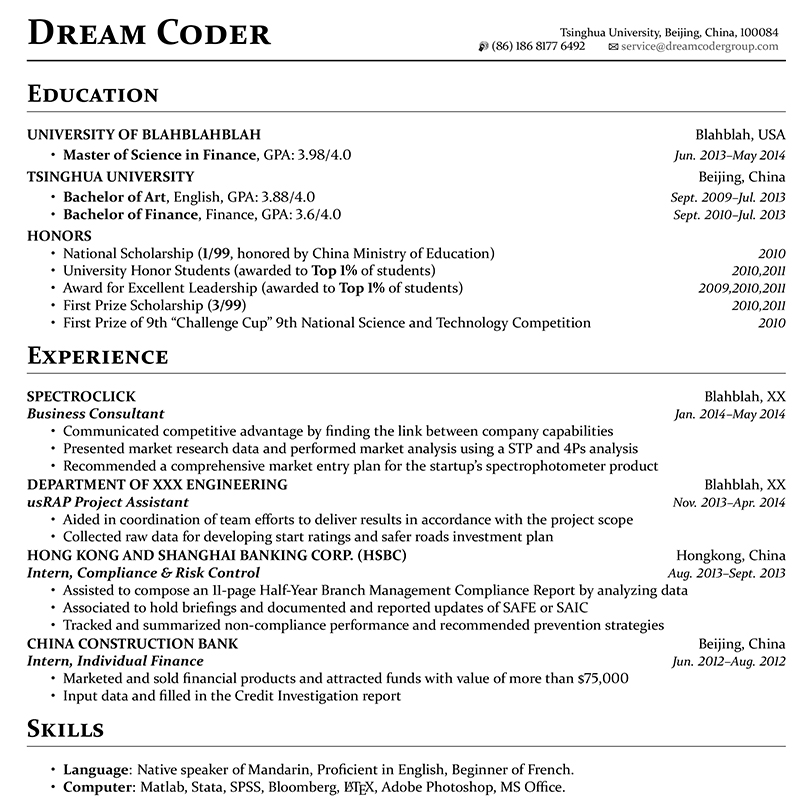 DREAM CODER
Tsinghua University, Beijing, China, 100084
(86) 186 8177 6492 service@dreamcodergroup.com
EDUCATION
UNIVERSITY OF BLAHBLAHBLAH Blahblah, USA
• Master of Science in Finance, GPA: 3.98/4.0 Jun. 2013–May 2014
TSINGHUA UNIVERSITY Beijing, China
• Bachelor of Art, English, GPA: 3.88/4.0 Sept. 2009–Jul. 2013
• Bachelor of Finance, Finance, GPA: 3.6/4.0 Sept. 2010–Jul. 2013
HONORS
• National Scholarship (1/99, honored by China Ministry of Education) 2010
• University Honor Students (awarded to Top 1% of students) 2010,2011
• Award for Excellent Leadership (awarded to Top 1% of students) 2009,2010,2011
• First Prize Scholarship (3/99) 2010,2011
• First Prize of 9th “Challenge Cup” 9th National Science and Technology Competition 2010
EXPERIENCE
SPECTROCLICK Blahblah, XX
Business Consultant Jan. 2014–May 2014
• Communicated competitive advantage by finding the link between company capabilities
• Presented market research data and performed market analysis using a STP and 4Ps analysis
• Recommended a comprehensive market entry plan for the startup’s spectrophotometer product
DEPARTMENT OF XXX ENGINEERING Blahblah, XX
usRAP Project Assistant Nov. 2013–Apr. 2014
• Aided in coordination of team efforts to deliver results in accordance with the project scope
• Collected raw data for developing start ratings and safer roads investment plan
HONG KONG AND SHANGHAI BANKING CORP. (HSBC) Hongkong, China
Intern, Compliance & Risk Control Aug. 2013–Sept. 2013
• Assisted to compose an 11-page Half-Year Branch Management Compliance Report by analyzing data
• Associated to hold briefings and documented and reported updates of SAFE or SAIC
• Tracked and summarized non-compliance performance and recommended prevention strategies
CHINA CONSTRUCTION BANK Beijing, China
Intern, Individual Finance Jun. 2012–Aug. 2012
• Marketed and sold financial products and attracted funds with value of more than $75,000
• Input data and filled in the Credit Investigation report
SKILLS
• Language: Native speaker of Mandarin, Proficient in English, Beginner of French.
• Computer: Matlab, Stata, SPSS, Bloomberg, LATEX, Adobe Photoshop, MS Office.